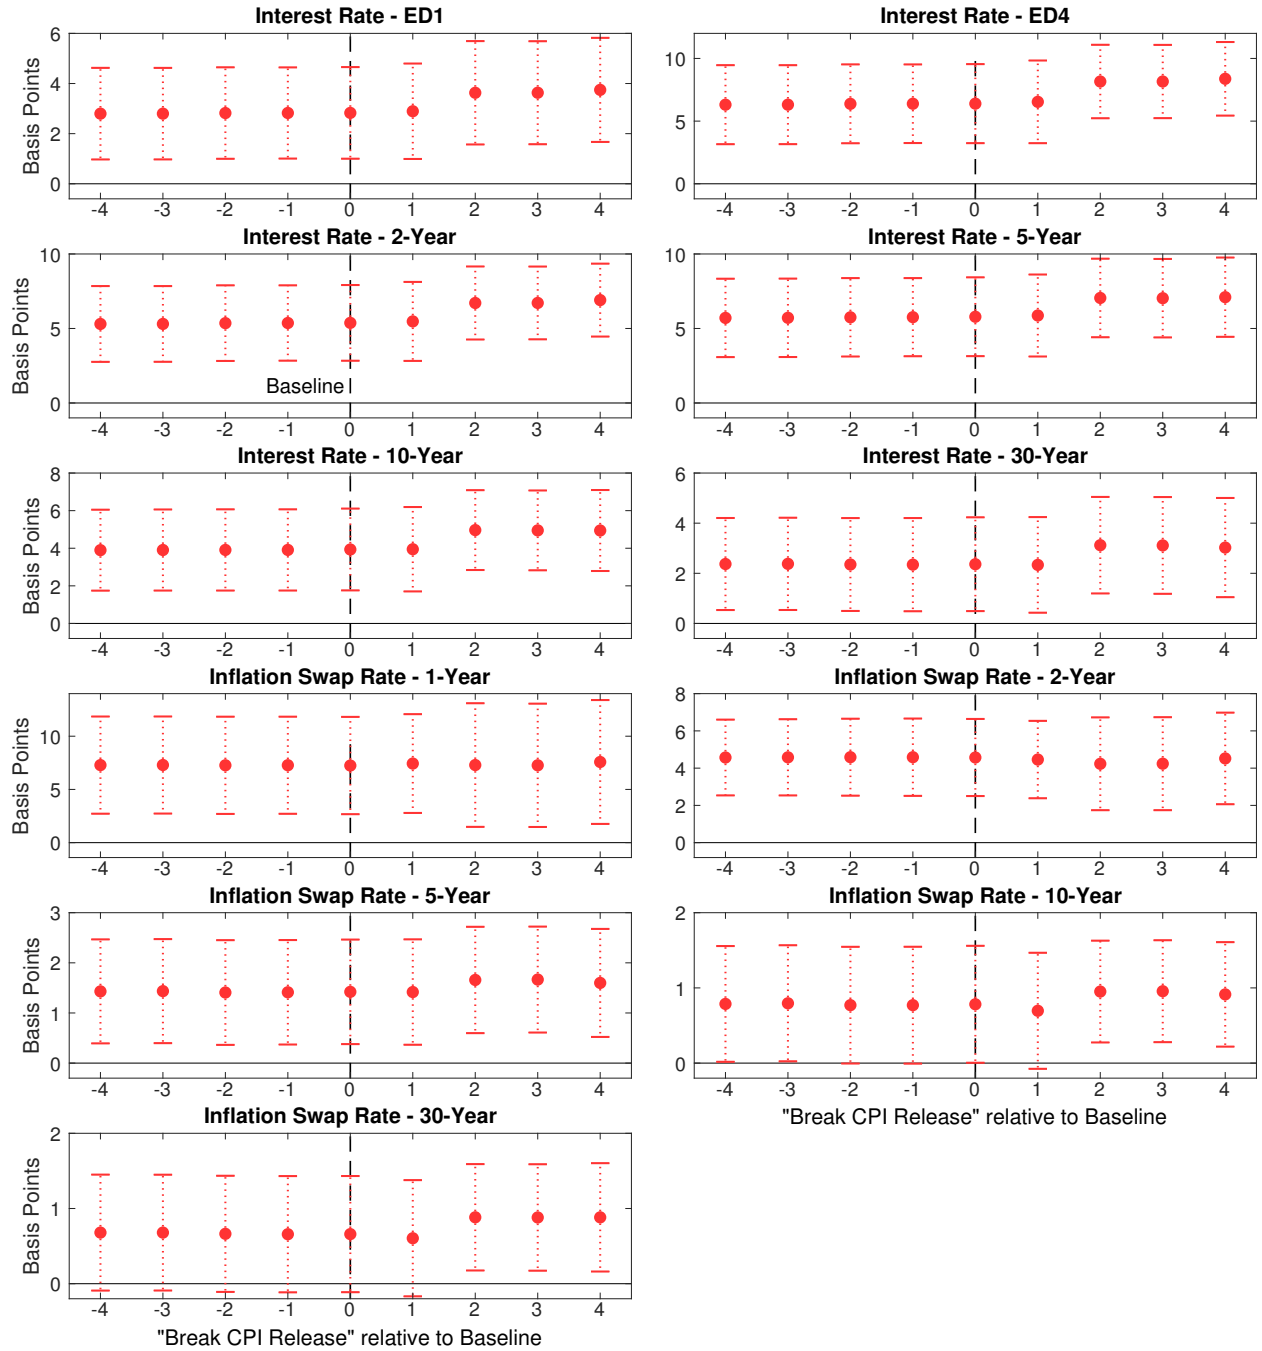 Interest Rate - ED1
Basis Points
6
4
2
0
-4 -3 -2 -1 0 1 2 3 4
Interest Rate - ED4
10
5
0
-4 -3 -2 -1 0 1 2 3 4
Interest Rate - 2-Year
Basis Points
10
5
0
Baseline
-4 -3 -2 -1 0 1 2 3 4
Interest Rate - 5-Year
10
5
0
-4 -3 -2 -1 0 1 2 3 4
Interest Rate - 10-Year
Basis Points
8
6
4
2
0
-4 -3 -2 -1 0 1 2 3 4
Interest Rate - 30-Year
6
4
2
0
-4 -3 -2 -1 0 1 2 3 4
Inflation Swap Rate - 1-Year
Basis Points
10
5
0
-4 -3 -2 -1 0 1 2 3 4
Inflation Swap Rate - 2-Year
8
6
4
2
0
-4 -3 -2 -1 0 1 2 3 4
Inflation Swap Rate - 5-Year
Basis Points
3
2
1
0
-4 -3 -2 -1 0 1 2 3 4
Inflation Swap Rate - 10-Year
2
1
0
-4 -3 -2 -1 0 1 2 3 4
"Break CPI Release" relative to Baseline
Inflation Swap Rate - 30-Year
Basis Points
2
1
0
-4 -3 -2 -1 0 1 2 3 4
"Break CPI Release" relative to Baseline